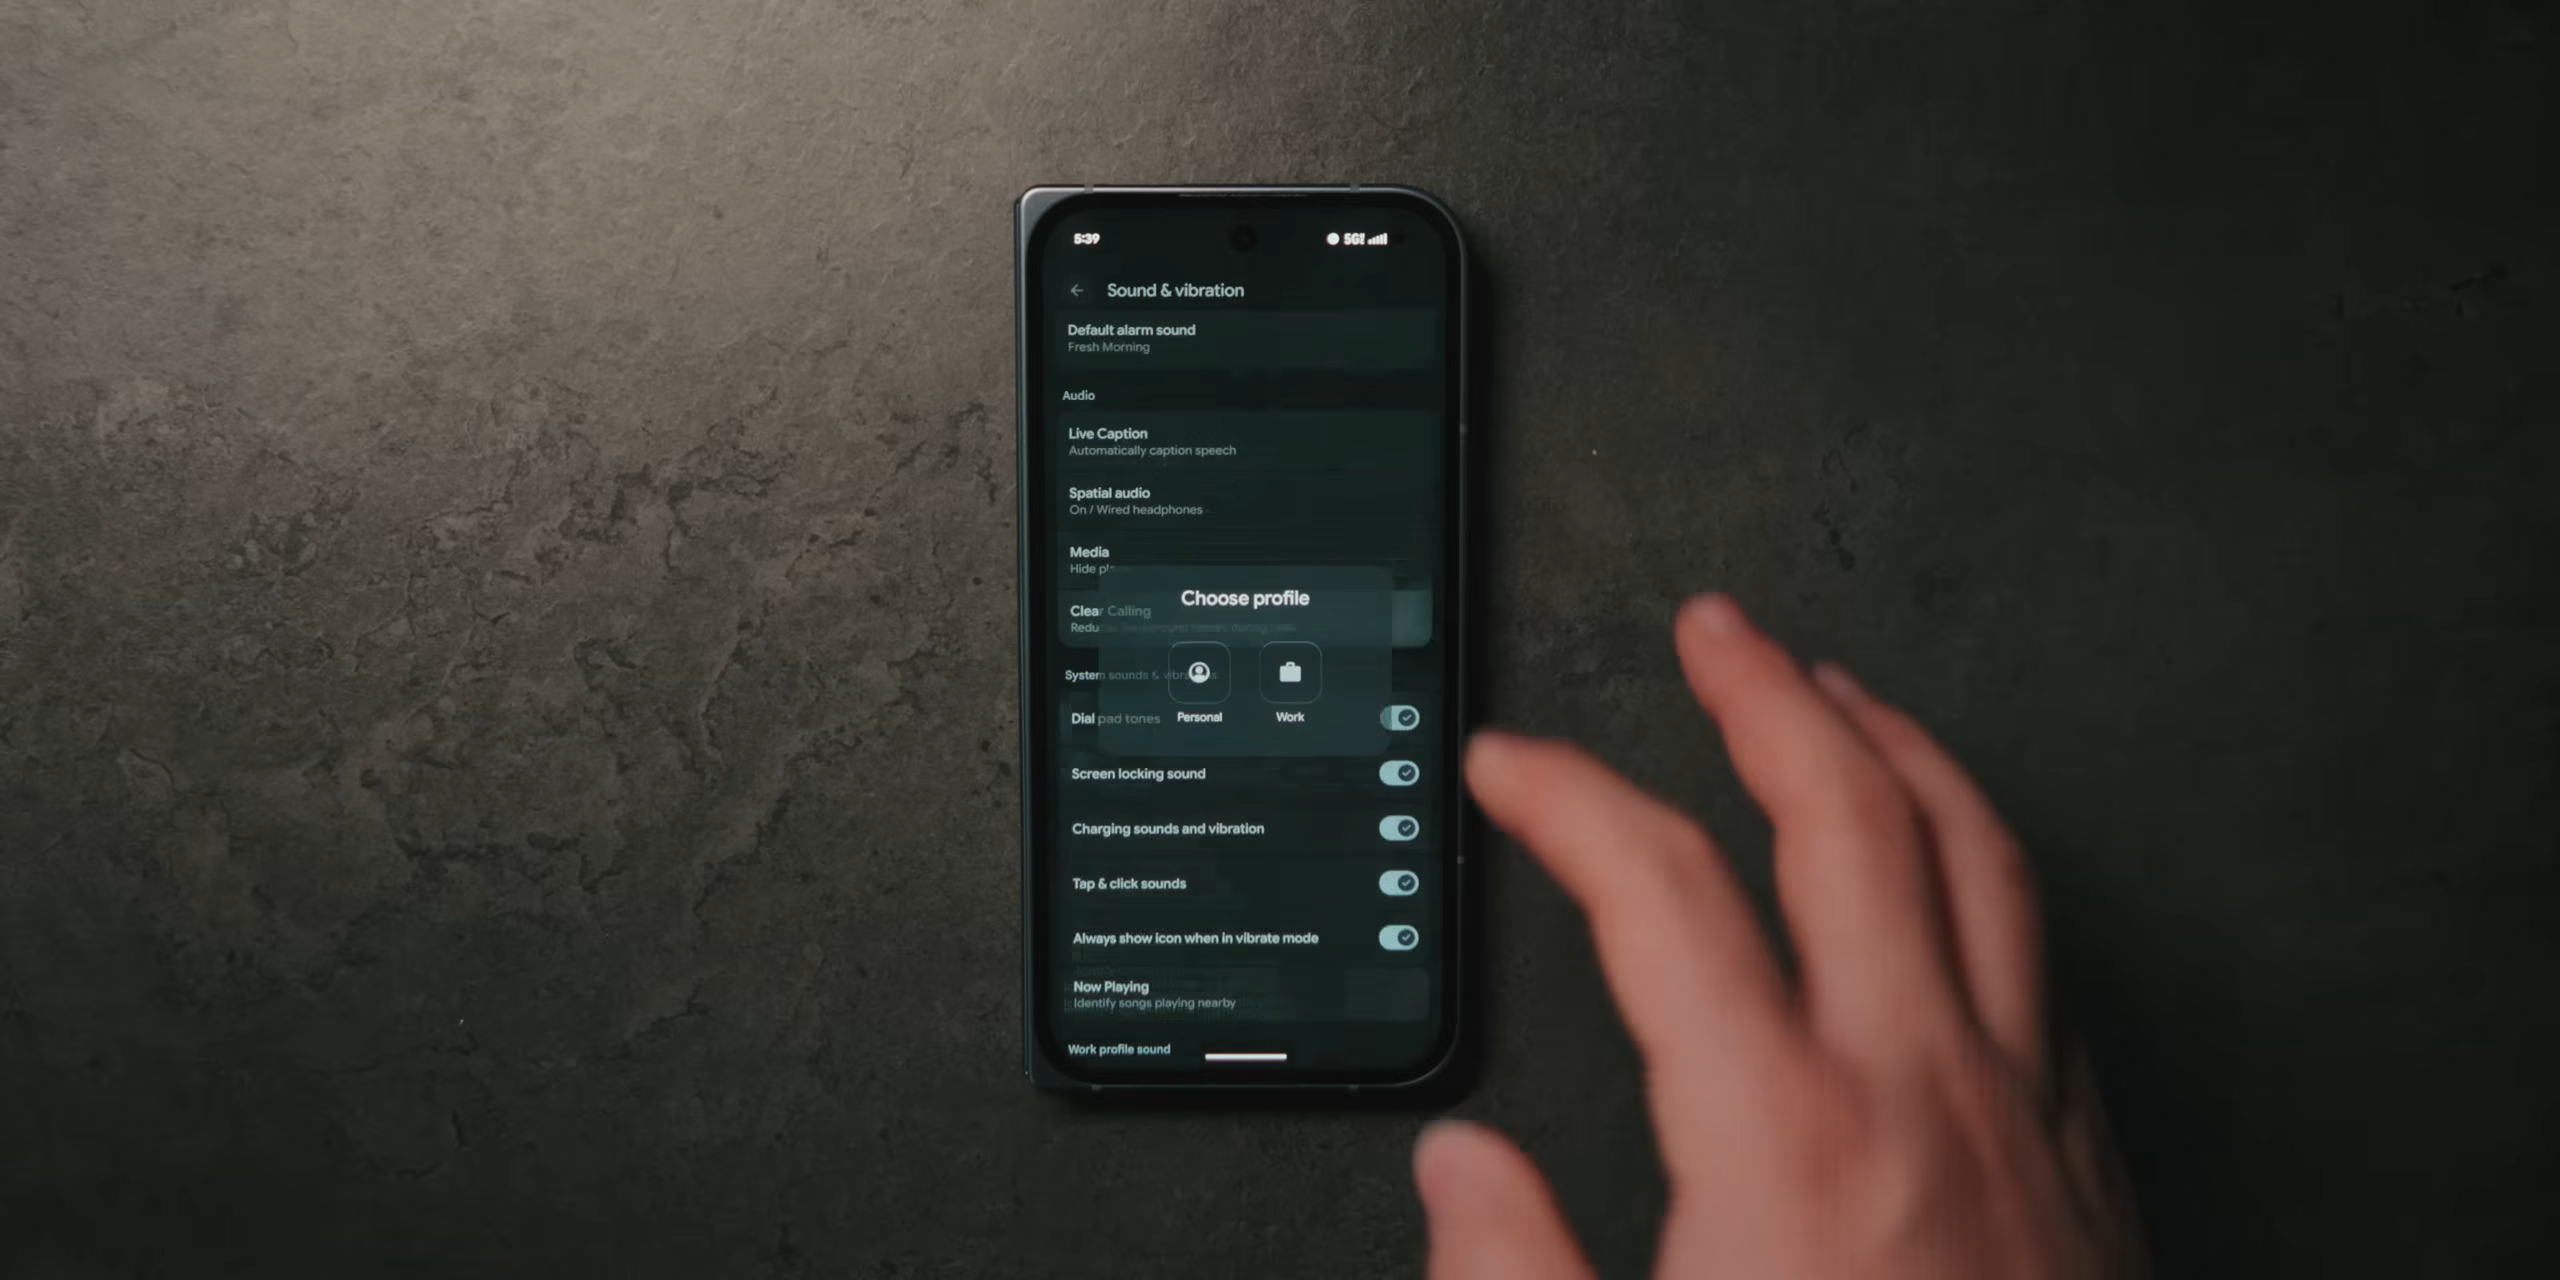 5:39
5G
Sound & vibration
Default alarm sound
Fresh Morning
Audio
Live Caption
Automatically caption speech
Spatial audio
On / Wired headphones
Media
Hide
Choose profile
Clear Calling
System sounds &
Dial pad tones
Personal
Work
Screen locking sound
Charging sounds and vibration
Tap & click sounds
Always show icon when in vibrate mode
Now Playing
Identify songs playing nearby
Work profile sound